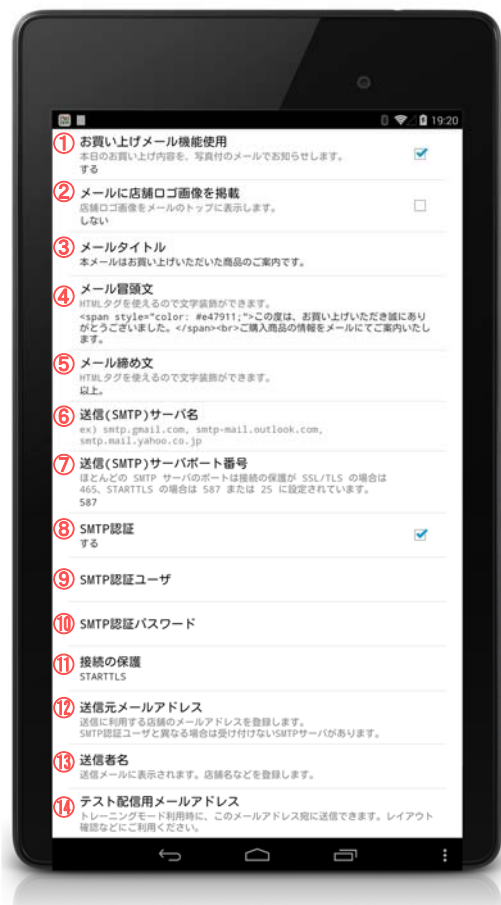 19:20
① お買い上げメール機能使用
本日のお買い上げ内容を、写真付のメールでお知らせします。
する
② メールに店舗ロゴ画像を掲載
店舗ロゴ画像をメールのトップに表示します。
しない
③ メールタイトル
本メールはお買い上げいただいた商品のご案内です。
④ メール冒頭文
HTMLタグを使えるので文字装飾ができます。
<span style="color: #e47911;">この度は、お買い上げいただき誠にあり
がとうございました。</span><br>ご購入商品の情報をメールにてご案内いたし
ます。
⑤ メール締め文
HTMLタグを使えるので文字装飾ができます。
以上。
⑥ 送信(SMTP)サーバ名
ex) smtp.gmail.com, smtp-mail.outlook.com,
smtp.mail.yahoo.co.jp
⑦ 送信(SMTP)サーバポート番号
ほとんどの SMTP サーバのポートは接続の保護が SSL/TLS の場合は
465、STARTTLS の場合は 587 または 25 に設定されています。
587
⑧ SMTP認証
する
⑨ SMTP認証ユーザ
⑩ SMTP認証パスワード
⑪ 接続の保護
STARTTLS
⑫ 送信元メールアドレス
送信に利用する店舗のメールアドレスを登録します。
SMTP認証ユーザと異なる場合は受け付けないSMTPサーバがあります。
⑬ 送信者名
送信メールに表示されます。店舗名などを登録します。
⑭ テスト配信用メールアドレス
トレーニングモード利用時に、このメールアドレス宛に送信できます。レイアウト
確認などにご利用ください。